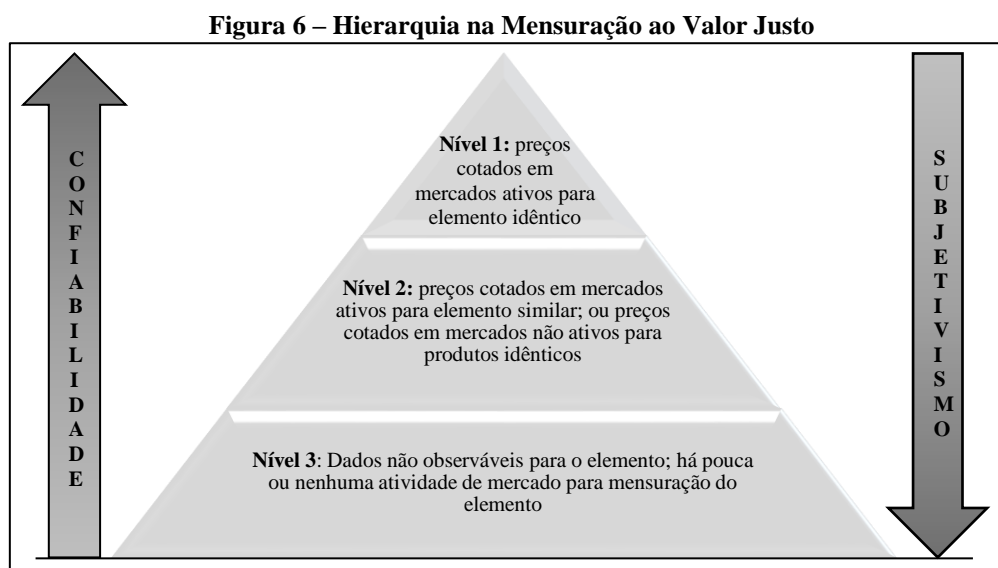 Figura 6 – Hierarquia na Mensuração ao Valor Justo
CONFIABILIDADE
Nível 1: preços
cotados em
mercados ativos para
elemento idêntico
Nível 2: preços cotados em mercados
ativos para elemento similar; ou preços
cotados em mercados não ativos para
produtos idênticos
Nível 3: Dados não observáveis para o elemento; há pouca
ou nenhuma atividade de mercado para mensuração do
elemento
SUBJETIVISMO